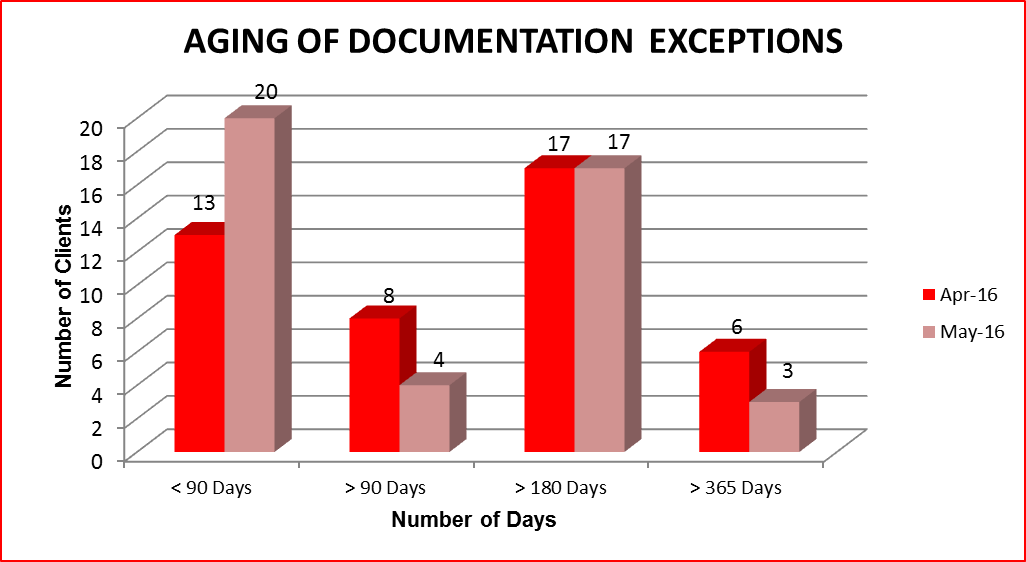 AGING OF DOCUMENTATION EXCEPTIONS
20
18
16
14
12
10
8
6
4
2
0
Number of Clients
13
20
8
4
17
17
6
3
< 90 Days
> 90 Days
> 180 Days
> 365 Days
Number of Days
Apr-16
May-16